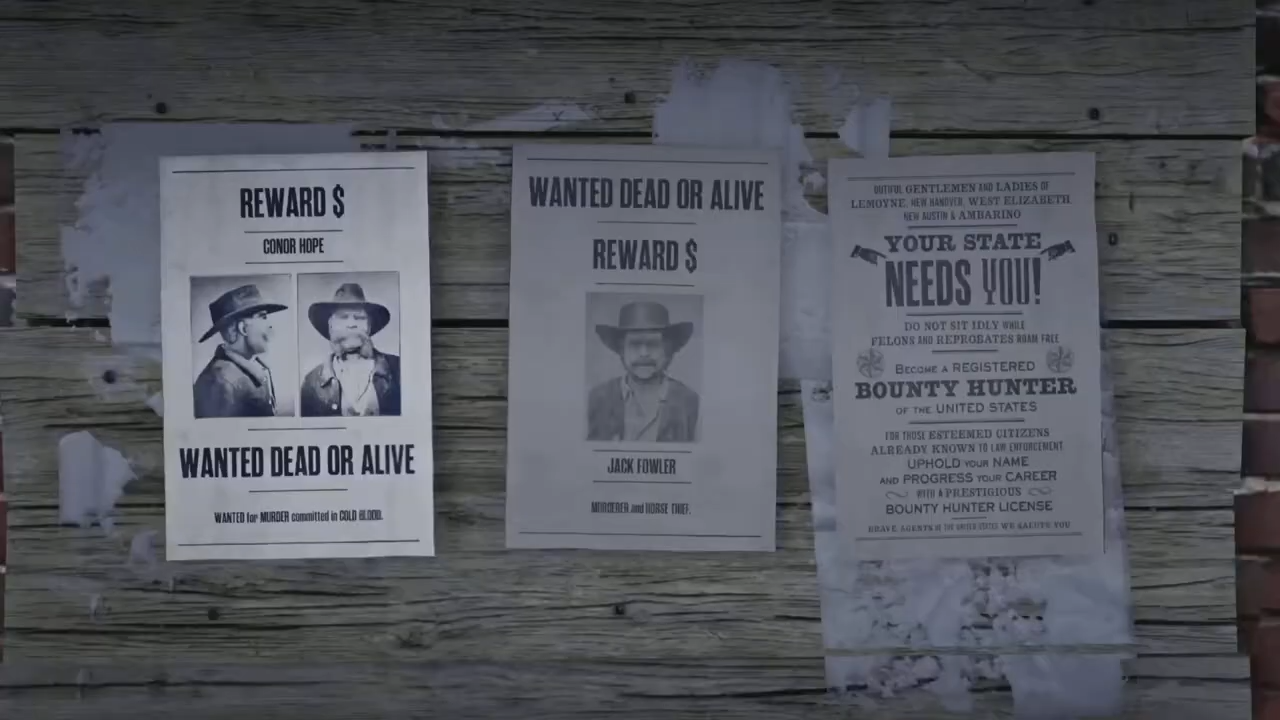 REWARD $
CONOR HOPE
WANTED DEAD OR ALIVE
WANTED for MURDER committed in COLD BLOOD.
WANTED DEAD OR ALIVE
REWARD $
JACK FOWLER
MURDERER and HORSE THIEF.
DUTIFUL GENTLEMEN AND LADIES OF
LEMOYNE, NEW HANOVER, WEST ELIZABETH
NEW AUSTIN & AMBARINO
YOUR STATE
NEEDS YOU!
DO NOT SIT IDLY WHILE
FELONS AND REPROBATES ROAM FREE
BECOME A REGISTERED
BOUNTY HUNTER
OF THE UNITED STATES
FOR THOSE ESTEEMED CITIZENS
ALREADY KNOWN TO LAW ENFORCEMENT
UPHOLD YOUR NAME
AND PROGRESS YOUR CAREER
WITH A PRESTIGIOUS
BOUNTY HUNTER LICENSE
BRAVE AGENTS OF THE UNITED STATES WE SALUTE YOU